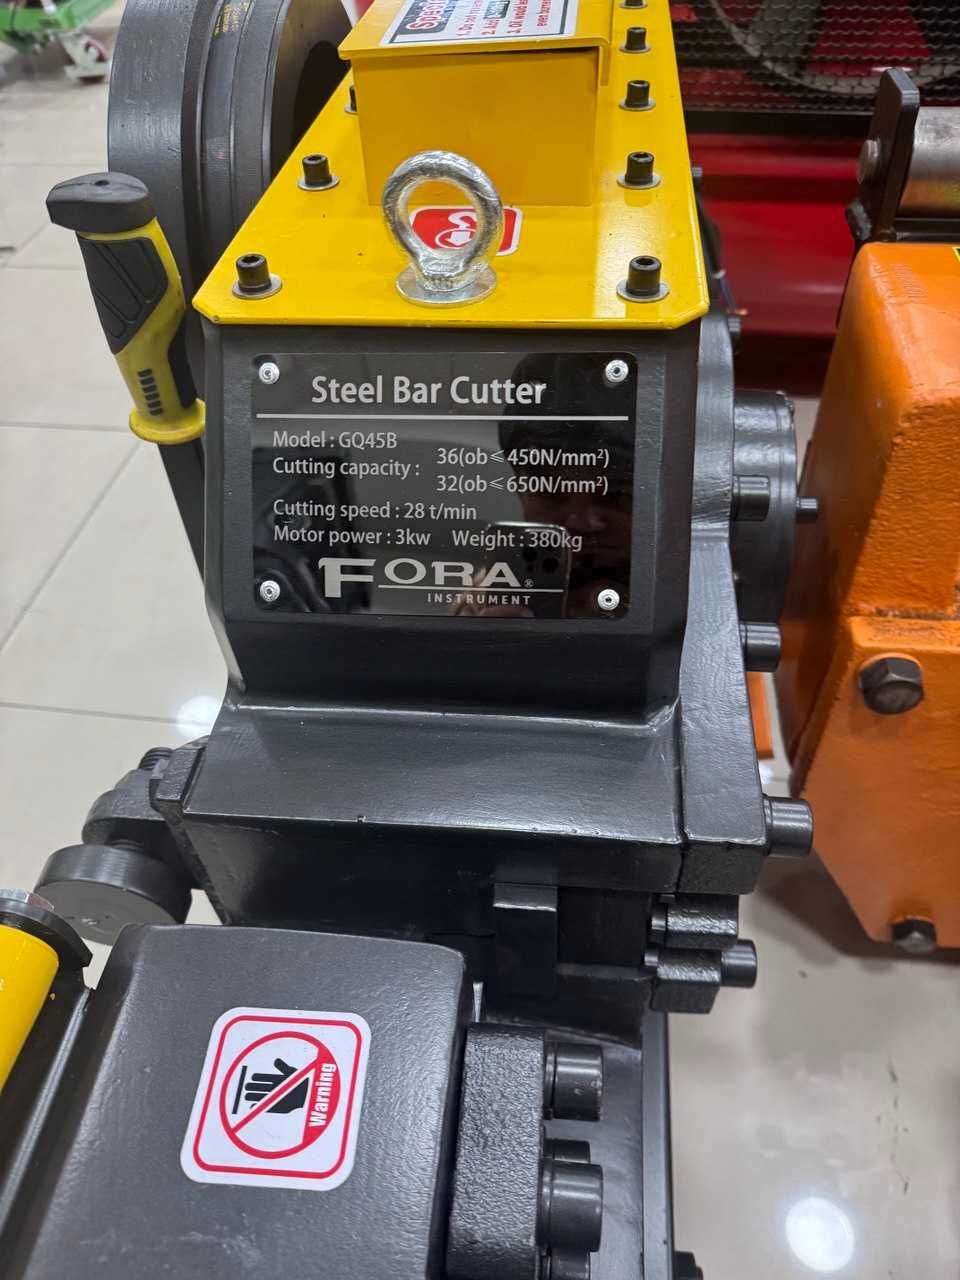 Steel Bar Cutter
Model : GQ45B
Cutting capacity : 36(ob≤450N/mm²)
32(ob≤650N/mm²)
Cutting speed : 28 t/min
Motor power : 3kw Weight : 380kg
FORA®
INSTRUMENT
Warning